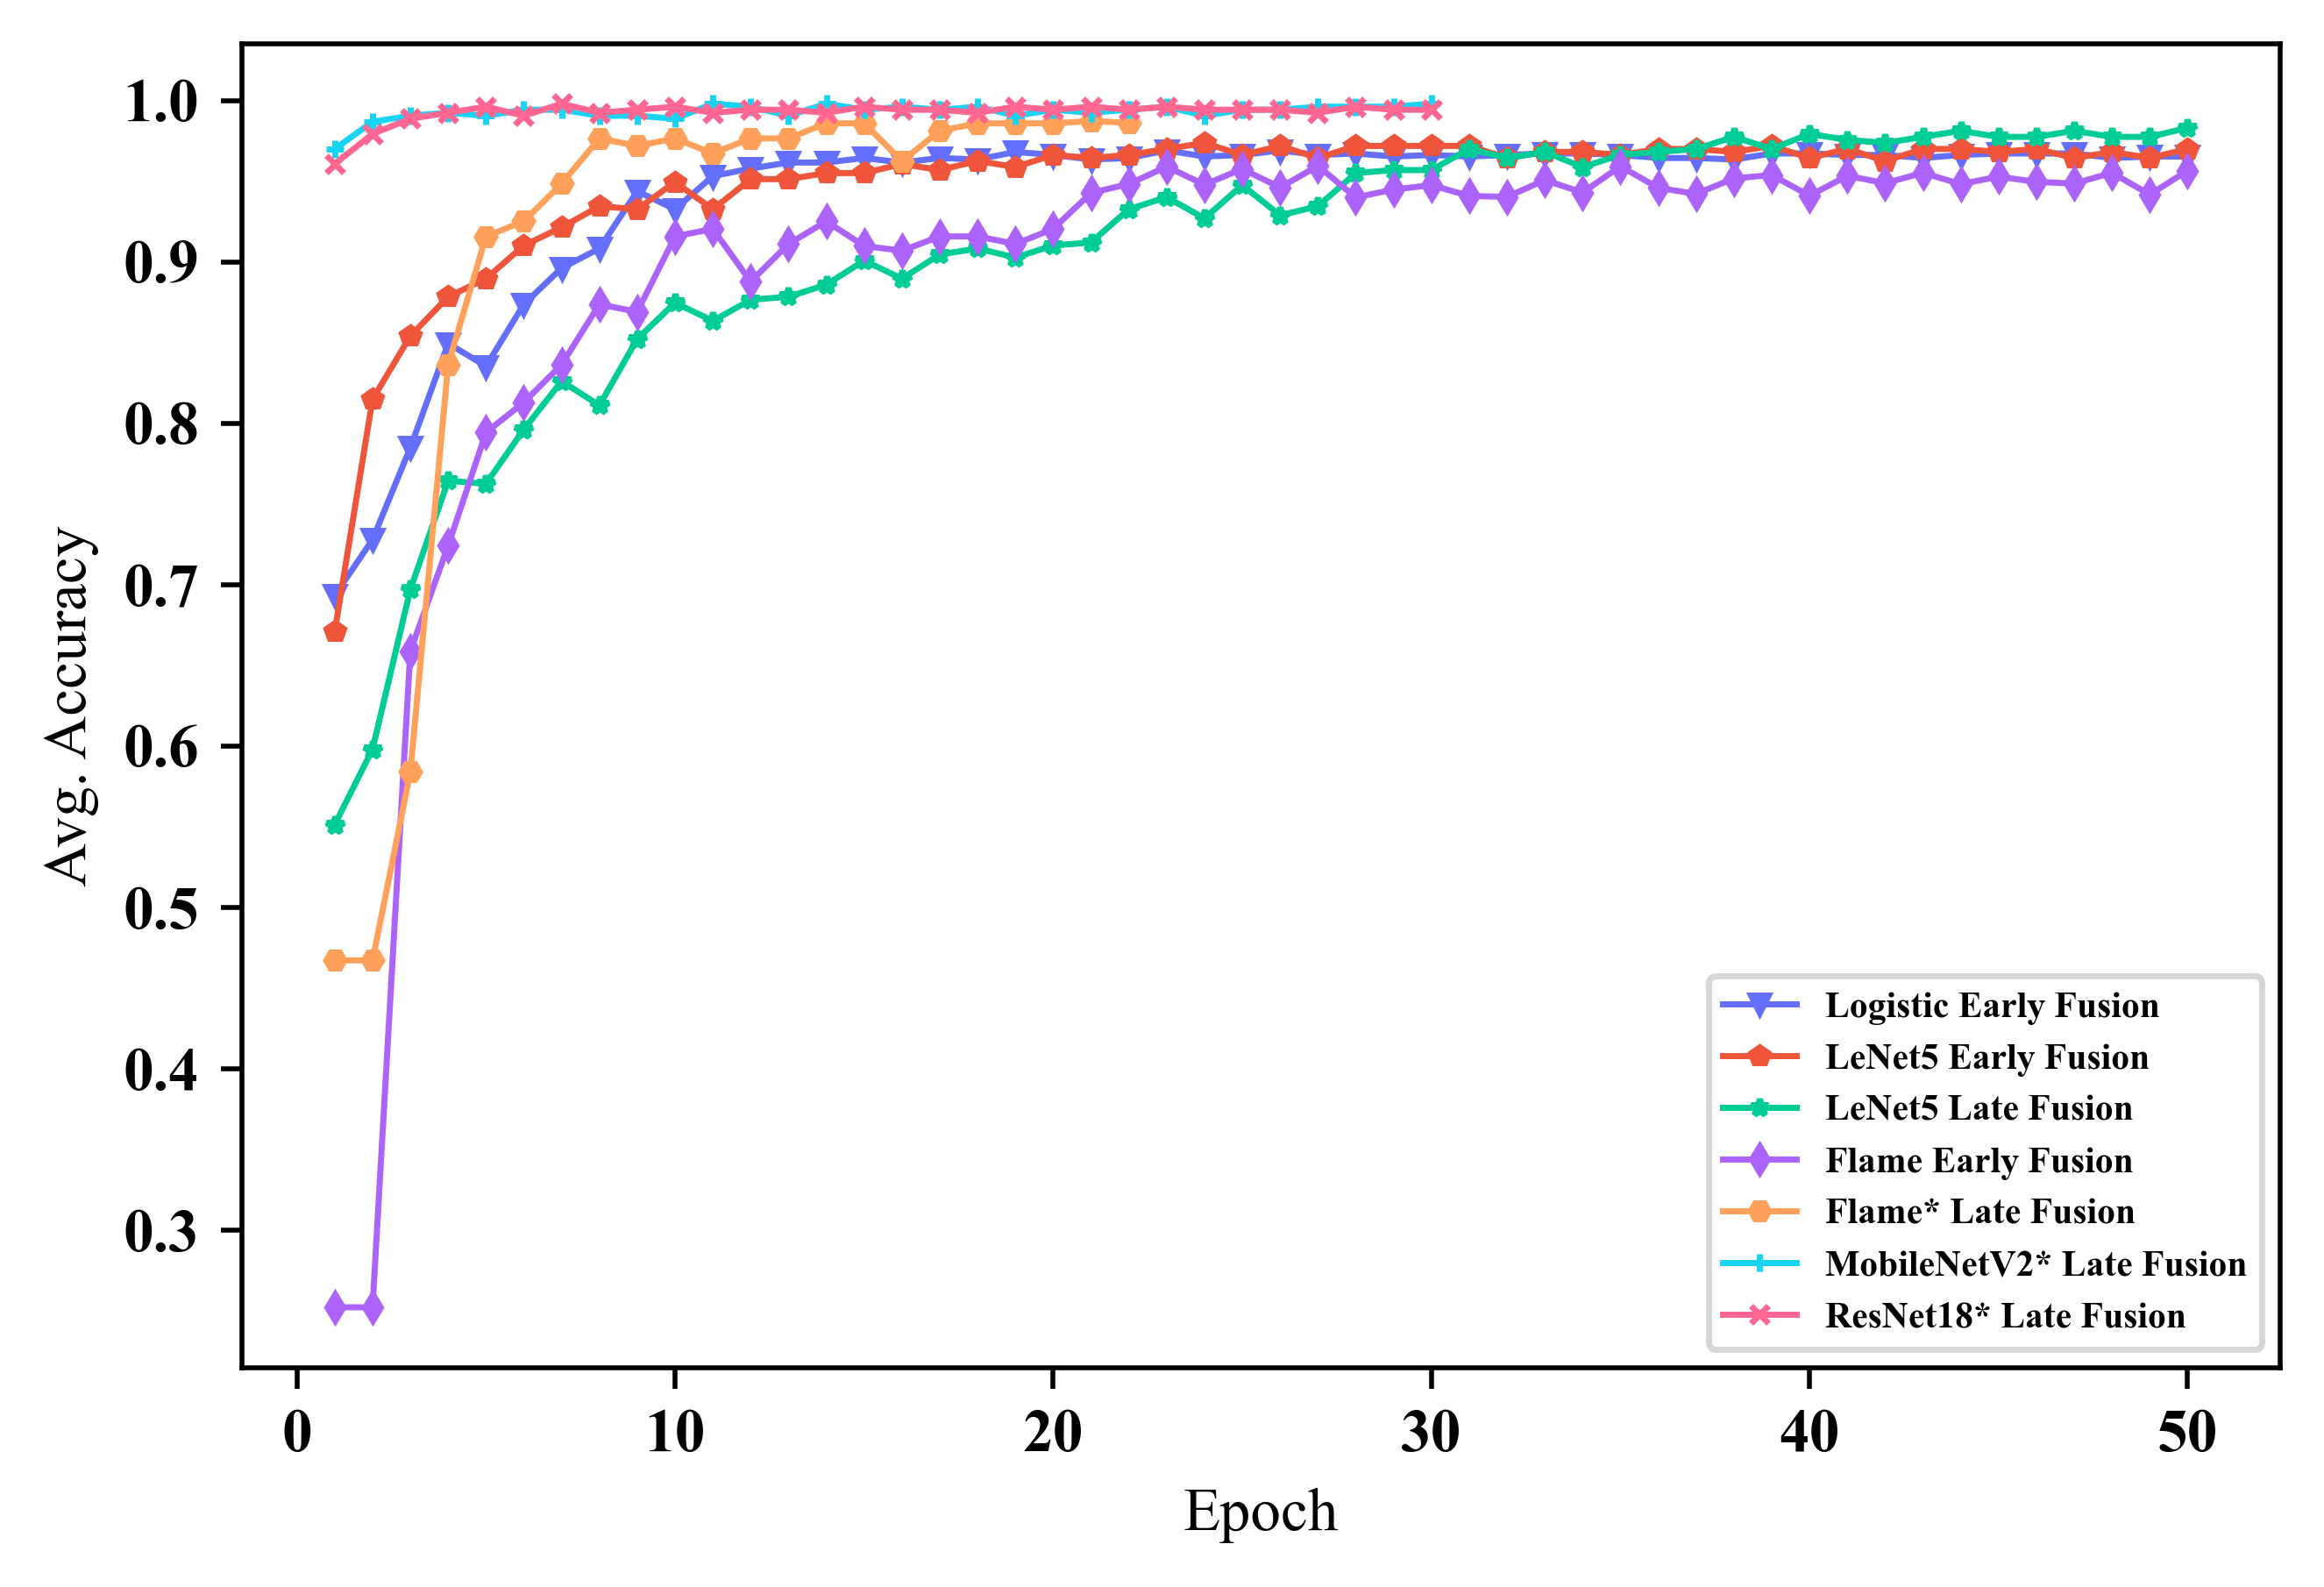 1.0
0.9
0.8
0.7
0.6
0.5
0.4
0.3
Avg. Accuracy
0 10 20 30 40 50
Epoch
Logistic Early Fusion
LeNet5 Early Fusion
LeNet5 Late Fusion
Flame Early Fusion
Flame* Late Fusion
MobileNetV2* Late Fusion
ResNet18* Late Fusion